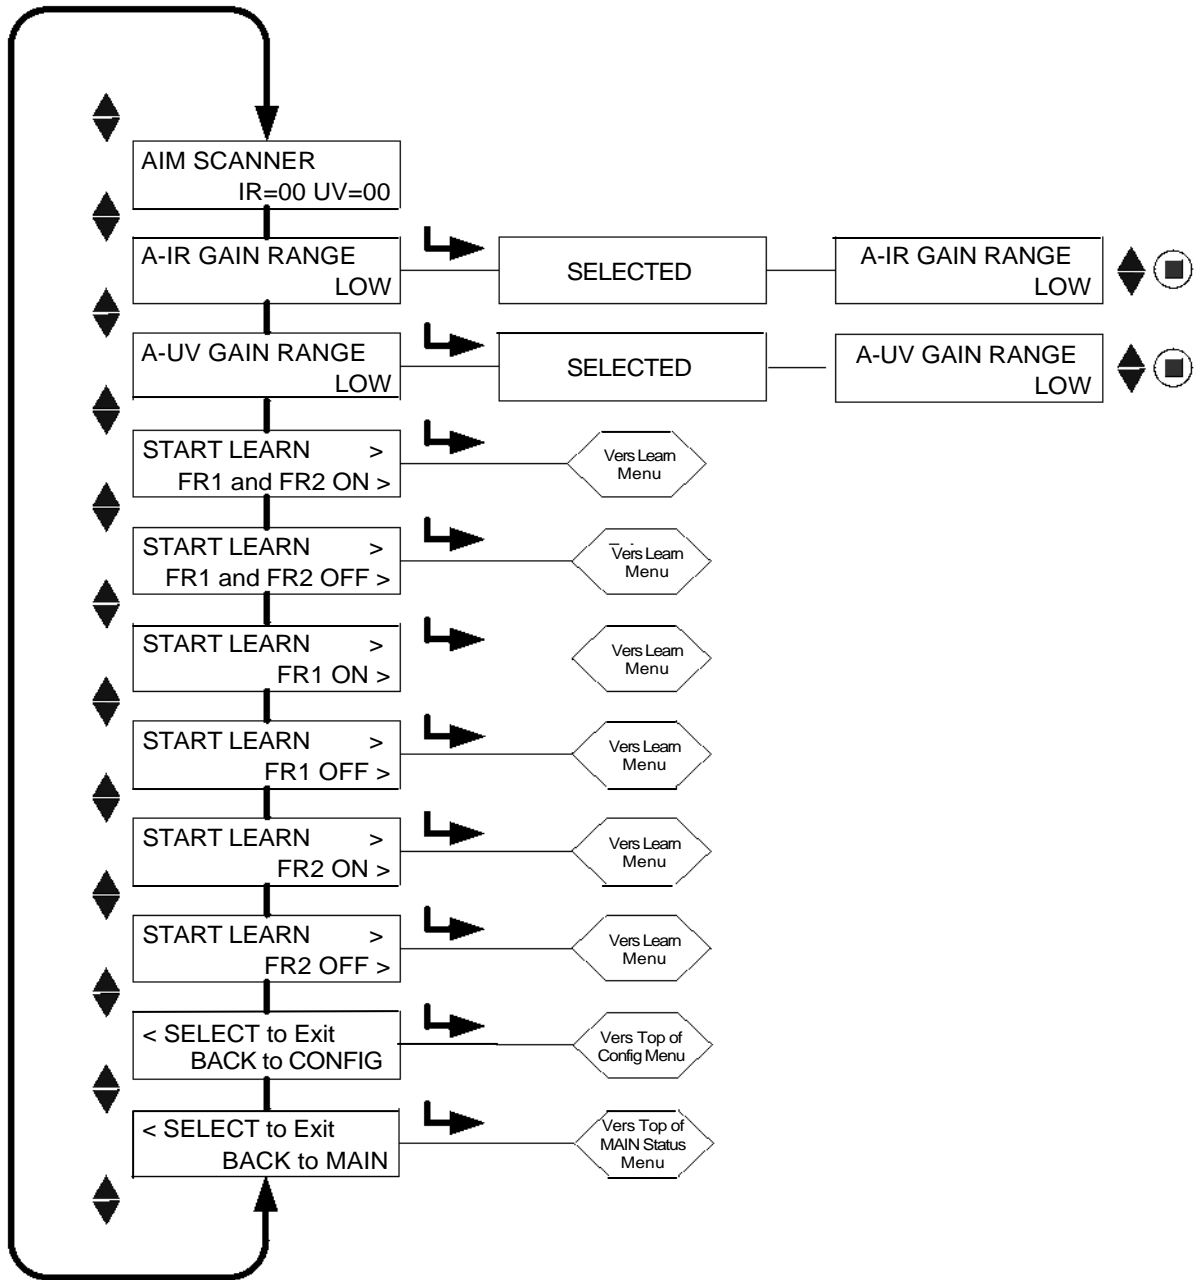 AIM SCANNER
IR=00 UV=00
A-IR GAIN RANGE
LOW
SELECTED
A-IR GAIN RANGE
LOW
A-UV GAIN RANGE
LOW
SELECTED
A-UV GAIN RANGE
LOW
START LEARN >
FR1 and FR2 ON >
Vers Learn
Menu
START LEARN >
FR1 and FR2 OFF >
Vers Learn
Menu
START LEARN >
FR1 ON >
Vers Learn
Menu
START LEARN >
FR1 OFF >
Vers Learn
Menu
START LEARN >
FR2 ON >
Vers Learn
Menu
START LEARN >
FR2 OFF >
Vers Learn
Menu
< SELECT to Exit
BACK to CONFIG
Vers Top of
Config Menu
< SELECT to Exit
BACK to MAIN
Vers Top of
MAIN Status
Menu